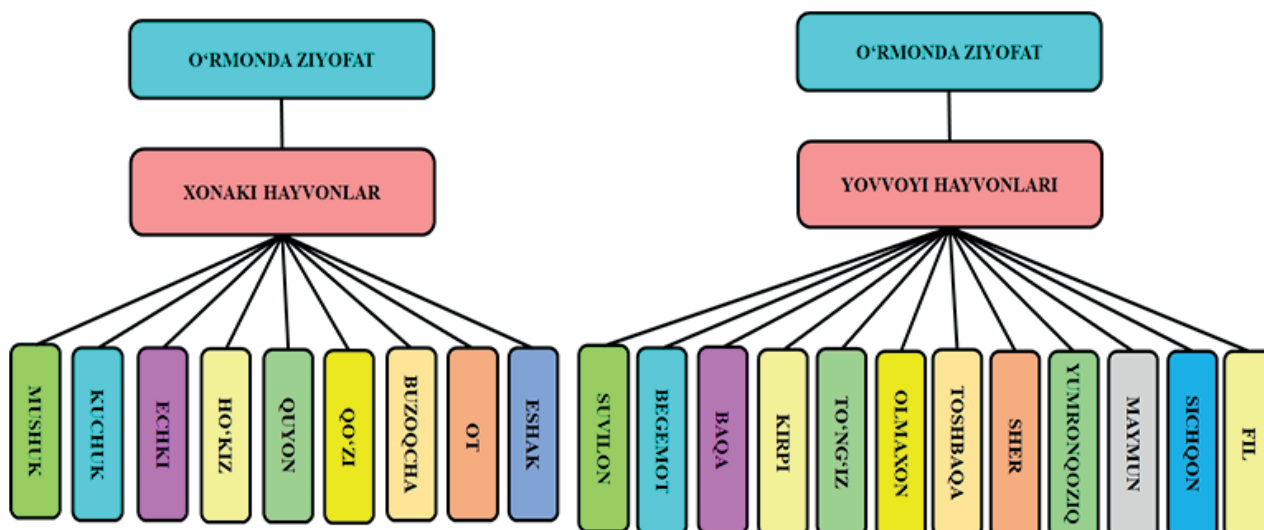 O‘RMONDA ZIYOFAT
XONAKI HAYVONLAR
MUSHUK
KUCHUK
ECHKI
HO‘KIZ
QUYON
QO‘ZI
BUZOQCHA
OT
ESHAK
O‘RMONDA ZIYOFAT
YOVVOYI HAYVONLARI
SUVILON
BEGEMOT
BAQA
KIRPI
TO‘NG‘IZ
OLMAXON
TOSHBAQA
SHER
YUMRONQOZIQ
MAYMUN
SICHQON
FIL